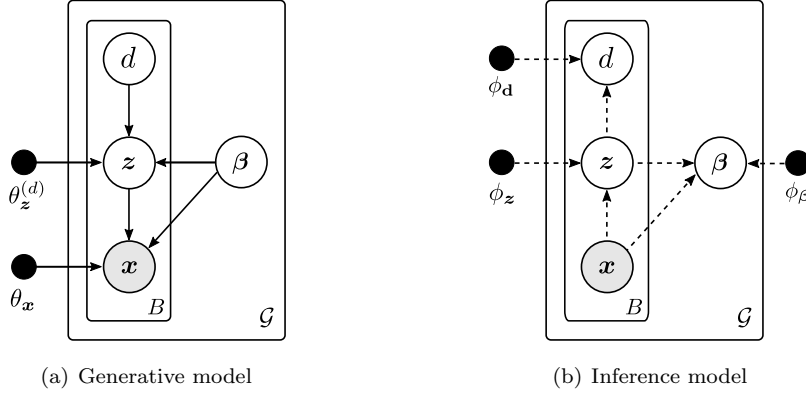 d
z
β
θ_z^(d)
x
θ_x
B
𝒢
(a) Generative model
d
ϕ_d
z
β
ϕ_z
ϕ_β
x
B
𝒢
(b) Inference model